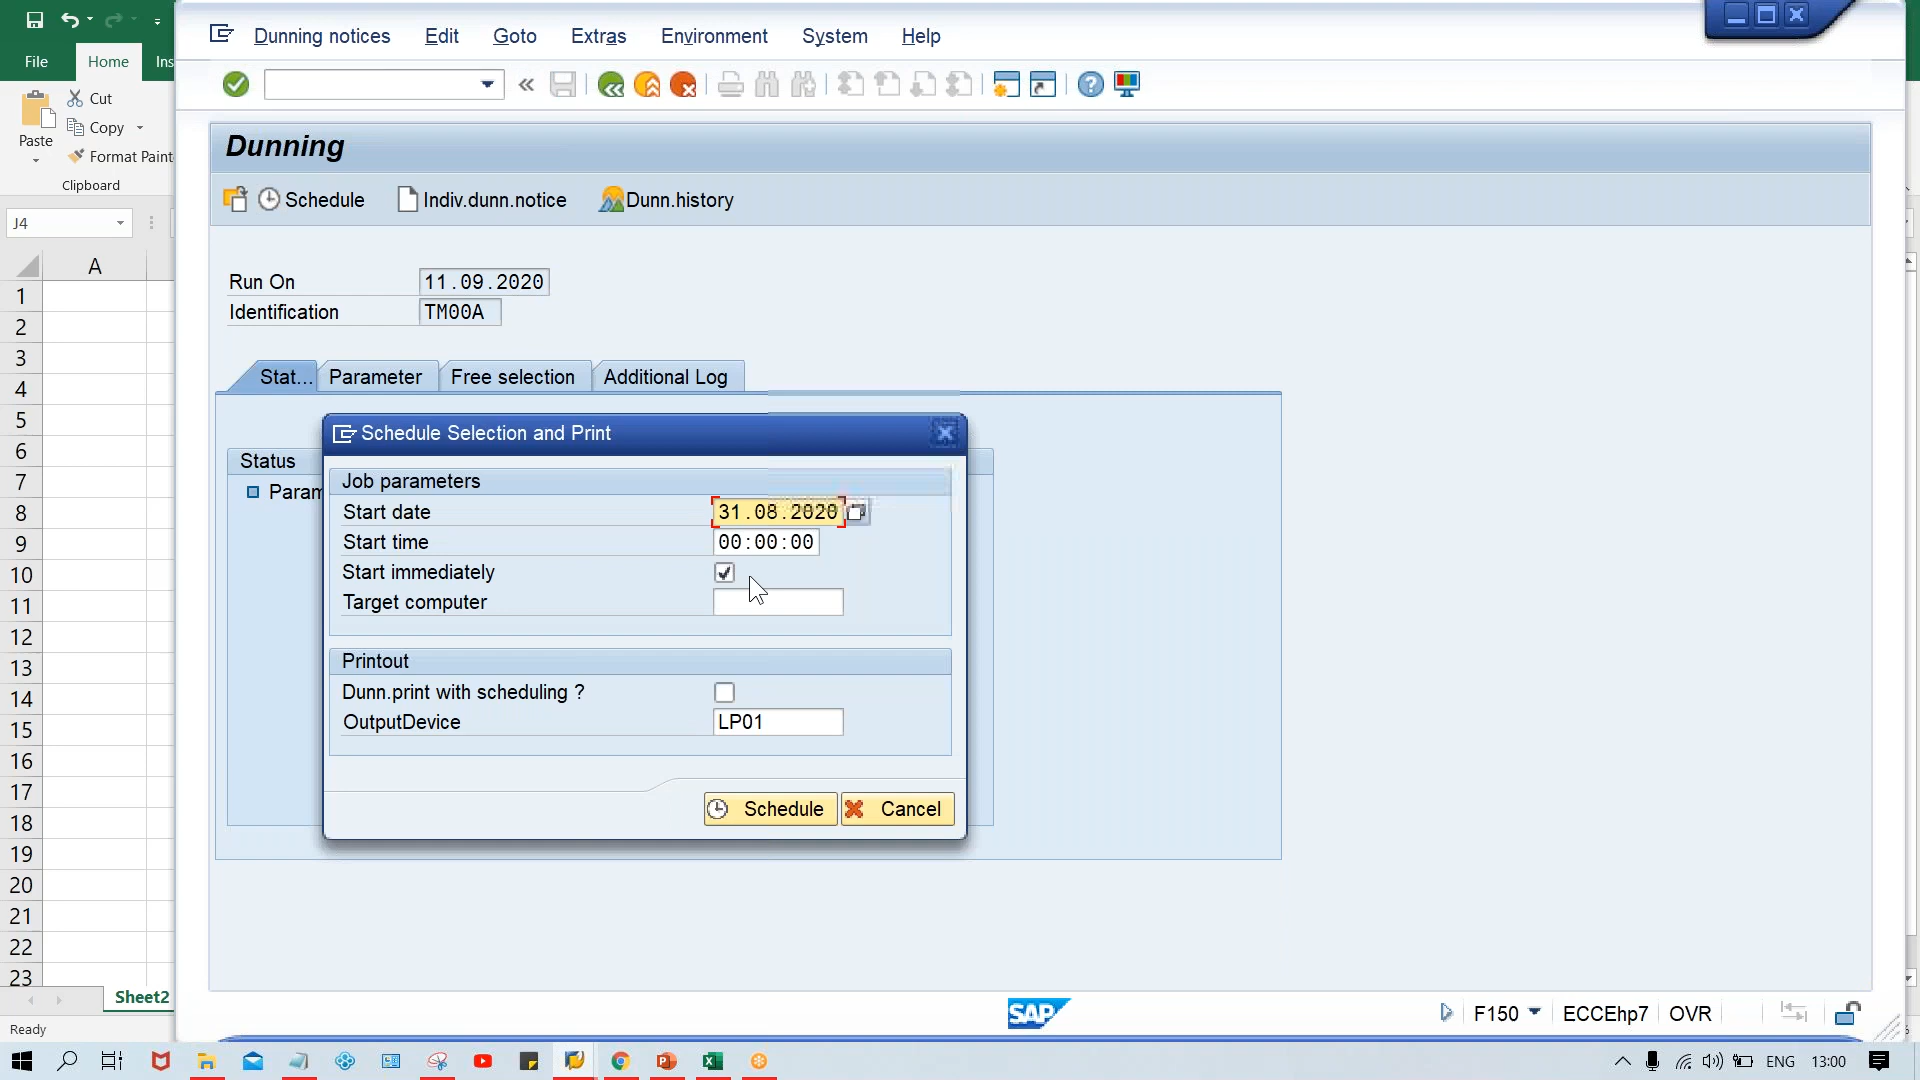 Dunning notices Edit Goto Extras Environment System Help
File Home Ins
Cut
Copy
Paste
Format Paint
Clipboard
Dunning
Schedule Indiv.dunn.notice Dunn.history
J4
A
Run On 11.09.2020
Identification TM00A
Stat... Parameter Free selection Additional Log
Schedule Selection and Print
Status
Param
Job parameters
Start date 31.08.2020
Start time 00:00:00
Start immediately
Target computer
Printout
Dunn.print with scheduling ?
OutputDevice LP01
Schedule Cancel
1
2
3
4
5
6
7
8
9
10
11
12
13
14
15
16
17
18
19
20
21
22
23
Sheet2
SAP F150 ECCEhp7 OVR
Ready
ENG 13:00